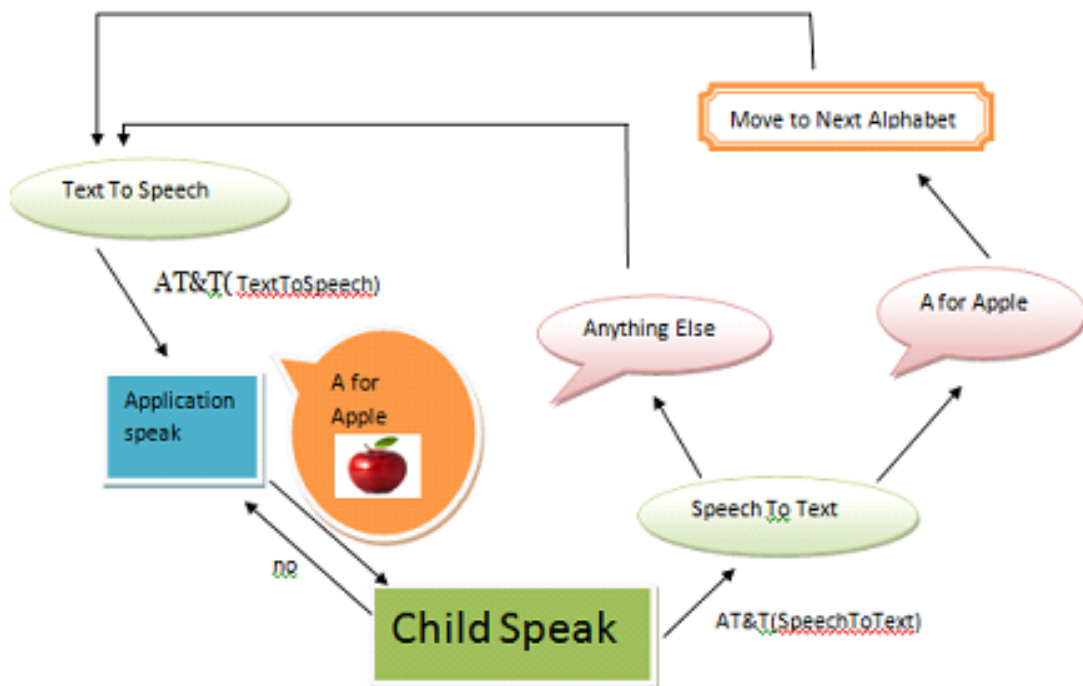 Move to Next Alphabet
Text To Speech
AT&T( TextToSpeech)
Anything Else
A for Apple
Application
speak
A for
Apple
Speech To Text
no
Child Speak
AT&T(SpeechToText)